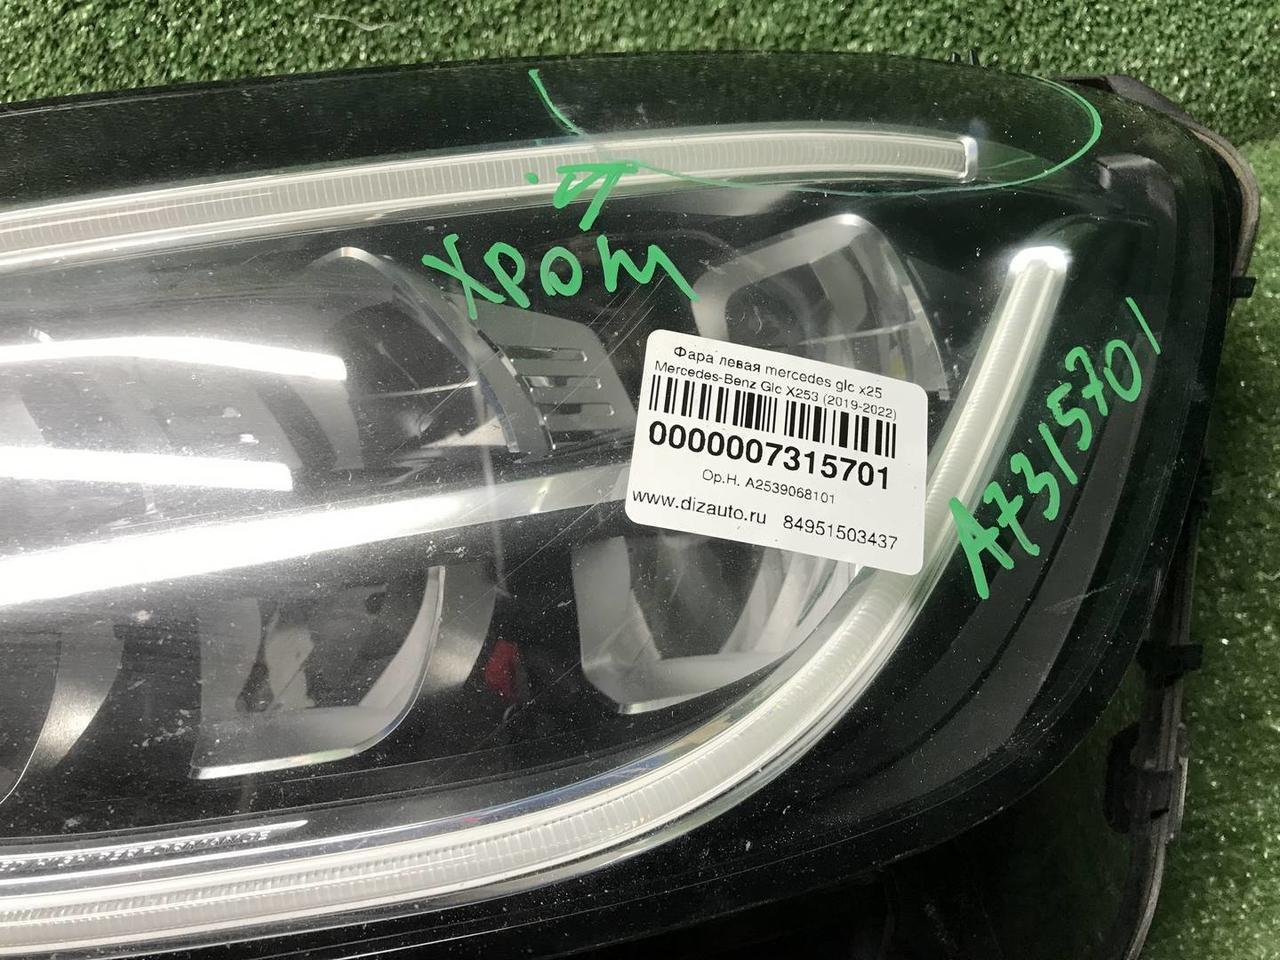 хром
Фара левая mercedes glc x25
Mercedes-Benz Glc X253 (2019-2022)
0000007315701
Ор.Н. A2539068101
www.dizauto.ru 84951503437
A7315701